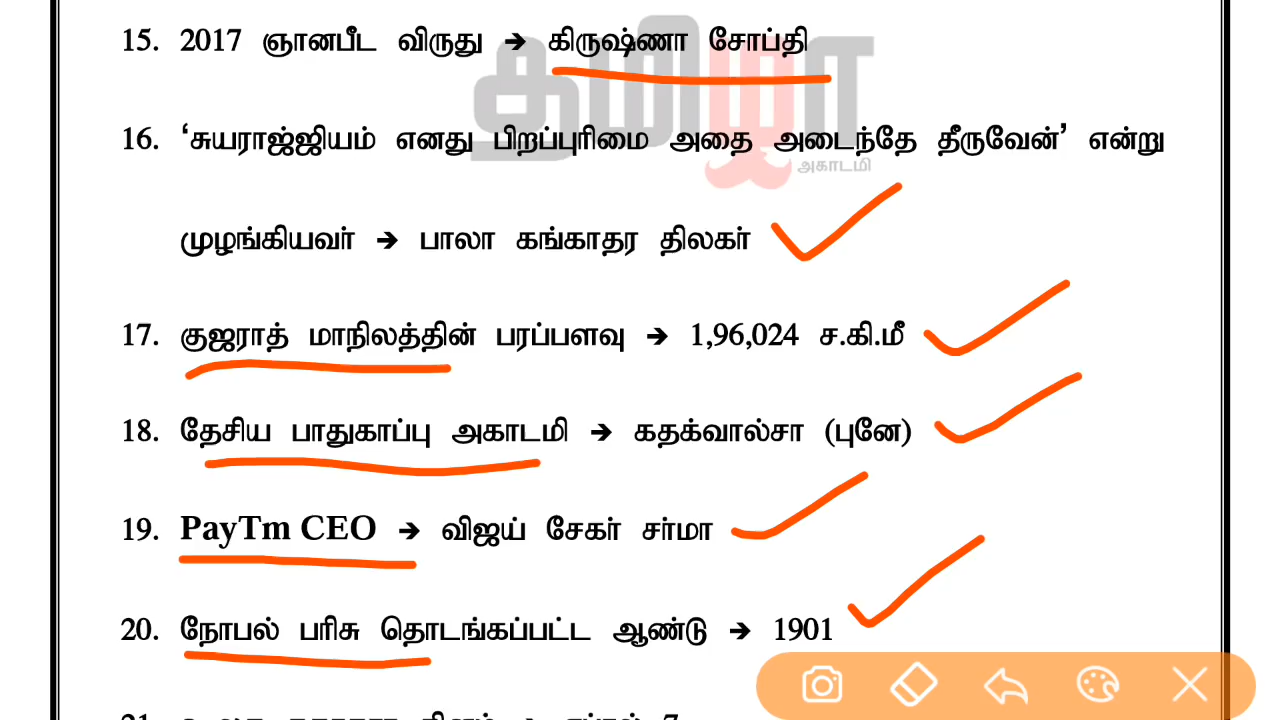 தமிழா
அகாடமி
15. 2017 ஞானபீட விருது → கிருஷ்ணா சோப்தி
16. ‘சுயராஜ்ஜியம் எனது பிறப்புரிமை அதை அடைந்தே தீருவேன்’ என்று
முழங்கியவர் → பாலா கங்காதர திலகர்
17. குஜராத் மாநிலத்தின் பரப்பளவு → 1,96,024 ச.கி.மீ
18. தேசிய பாதுகாப்பு அகாடமி → கதக்வால்சா (புனே)
19. PayTm CEO → விஜய் சேகர் சர்மா
20. நோபல் பரிசு தொடங்கப்பட்ட ஆண்டு → 1901